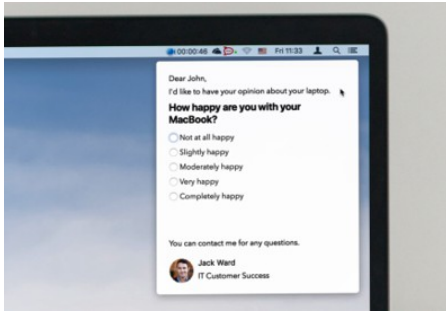 00:00:46 Fri 11:33
Dear John,
I'd like to have your opinion about your laptop.
How happy are you with your
MacBook?
Not at all happy
Slightly happy
Moderately happy
Very happy
Completely happy
You can contact me for any questions.
Jack Ward
IT Customer Success